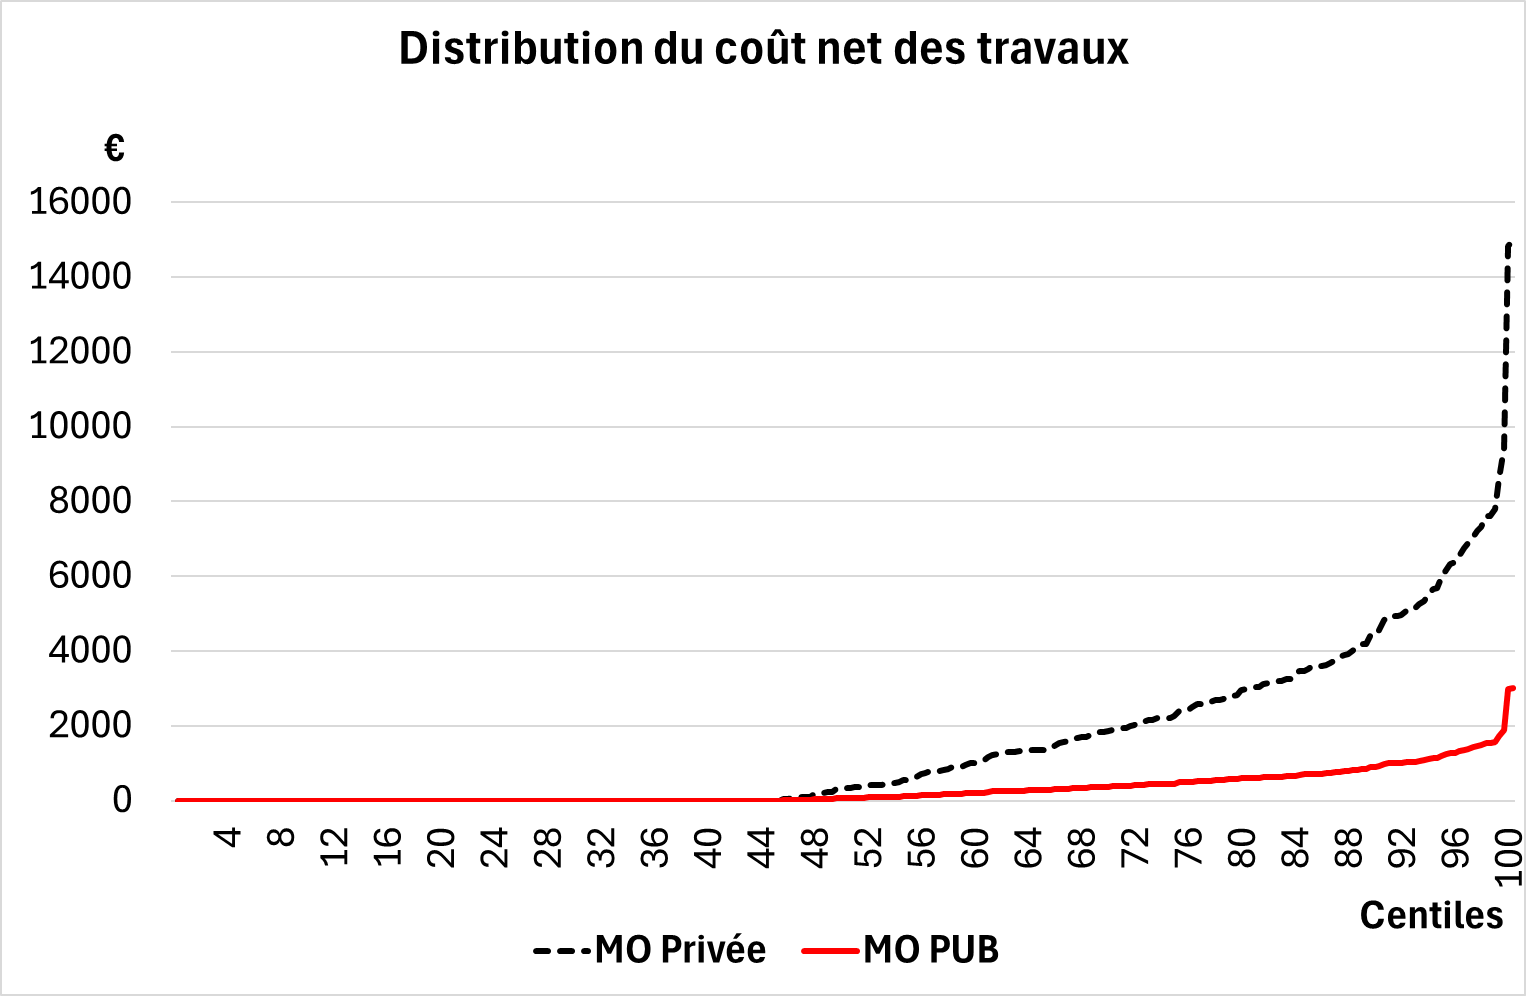 Distribution du coût net des travaux
€
16000
14000
12000
10000
8000
6000
4000
2000
0
4 8 12 16 20 24 28 32 36 40 44 48 52 56 60 64 68 72 76 80 84 88 92 96 100
Centiles
MO Privée MO PUB